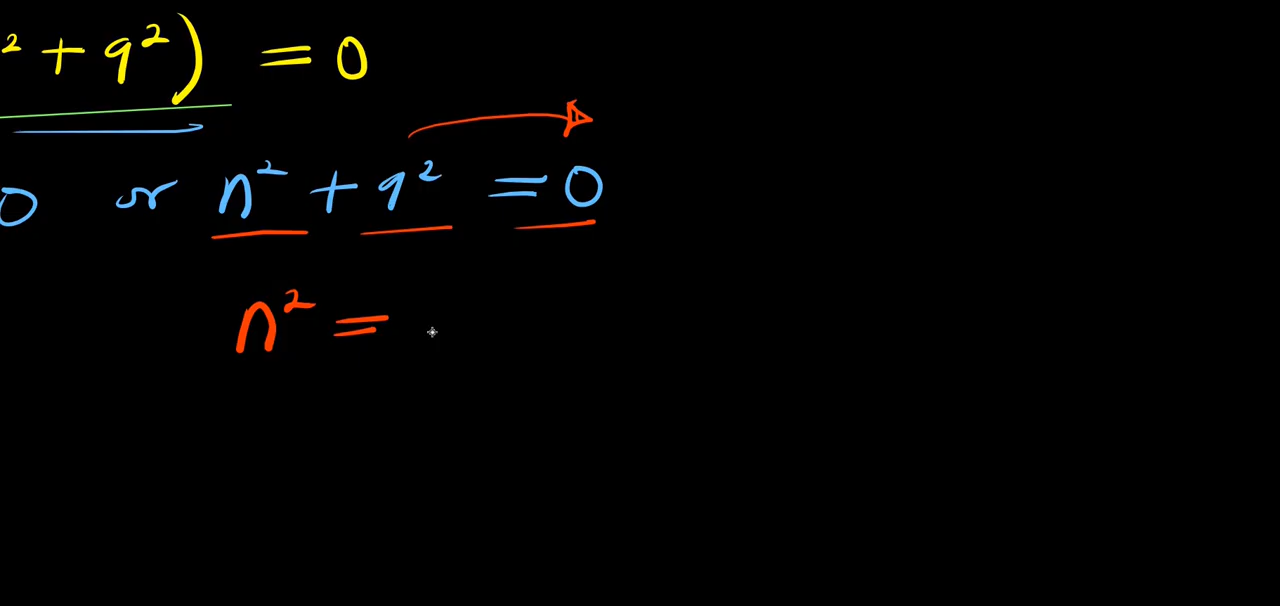 ² + 9²) = 0
0 or n² + 9² = 0
n² =